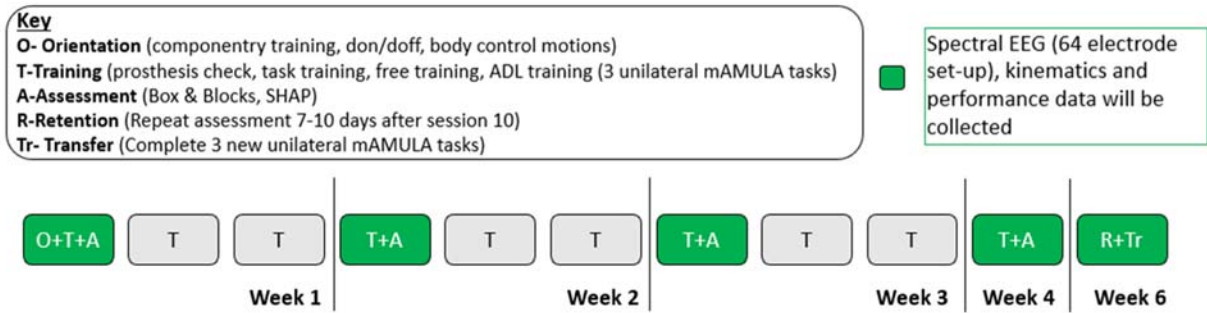 Key
O- Orientation (componentry training, don/doff, body control motions)
T-Training (prosthesis check, task training, free training, ADL training (3 unilateral mAMULA tasks)
A-Assessment (Box & Blocks, SHAP)
R-Retention (Repeat assessment 7-10 days after session 10)
Tr- Transfer (Complete 3 new unilateral mAMULA tasks)
Spectral EEG (64 electrode
set-up), kinematics and
performance data will be
collected
O+T+A T T T+A T T T+A T T T+A R+Tr
Week 1 Week 2 Week 3 Week 4 Week 6